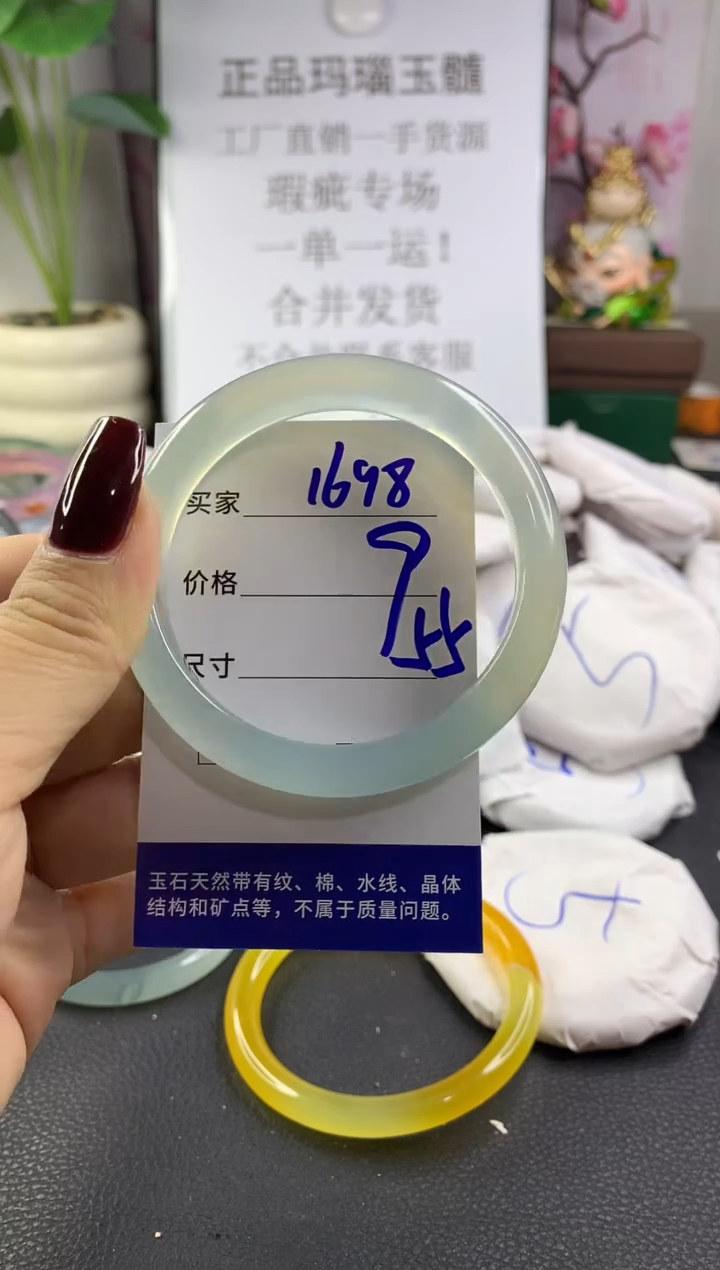 正品玛瑙玉髓
工厂直销一手货源
瑕疵专场
一单一运!
合并发货
买家 1698
价格
尺寸 55
玉石天然带有纹、棉、水线、晶体
结构和矿点等，不属于质量问题。